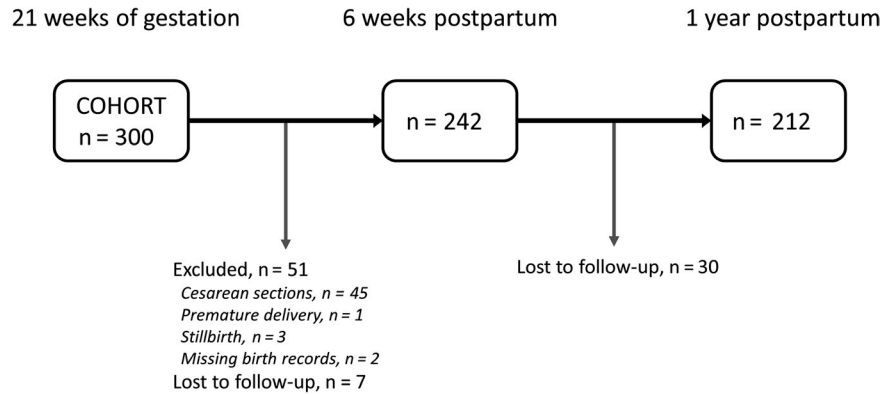 21 weeks of gestation
6 weeks postpartum
1 year postpartum
COHORT
n = 300
n = 242
n = 212
Excluded, n = 51
Cesarean sections, n = 45
Premature delivery, n = 1
Stillbirth, n = 3
Missing birth records, n = 2
Lost to follow-up, n = 7
Lost to follow-up, n = 30